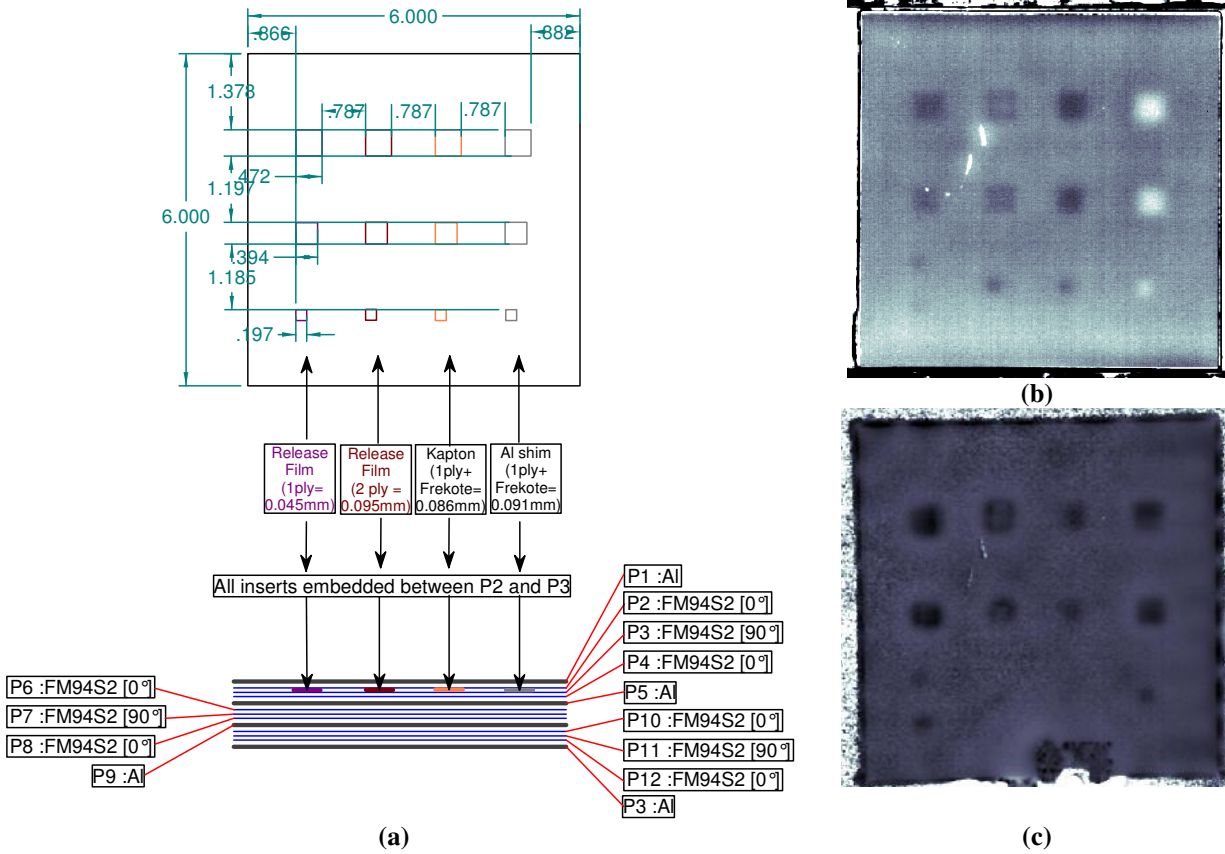 6.000
.866
.882
1.378
.787
.787
.787
.472
1.197
6.000
.394
1.185
.197
(b)
Release
Film
(1ply=
0.045mm)
Release
Film
(2 ply =
0.095mm)
Kapton
(1ply+
Frekote=
0.086mm)
Al shim
(1ply+
Frekote=
0.091mm)
All inserts embedded between P2 and P3
P1 :Al
P2 :FM94S2 [0°]
P3 :FM94S2 [90°]
P4 :FM94S2 [0°]
P5 :Al
P6 :FM94S2 [0°]
P7 :FM94S2 [90°]
P8 :FM94S2 [0°]
P9 :Al
P10 :FM94S2 [0°]
P11 :FM94S2 [90°]
P12 :FM94S2 [0°]
P3 :Al
(a)
(c)